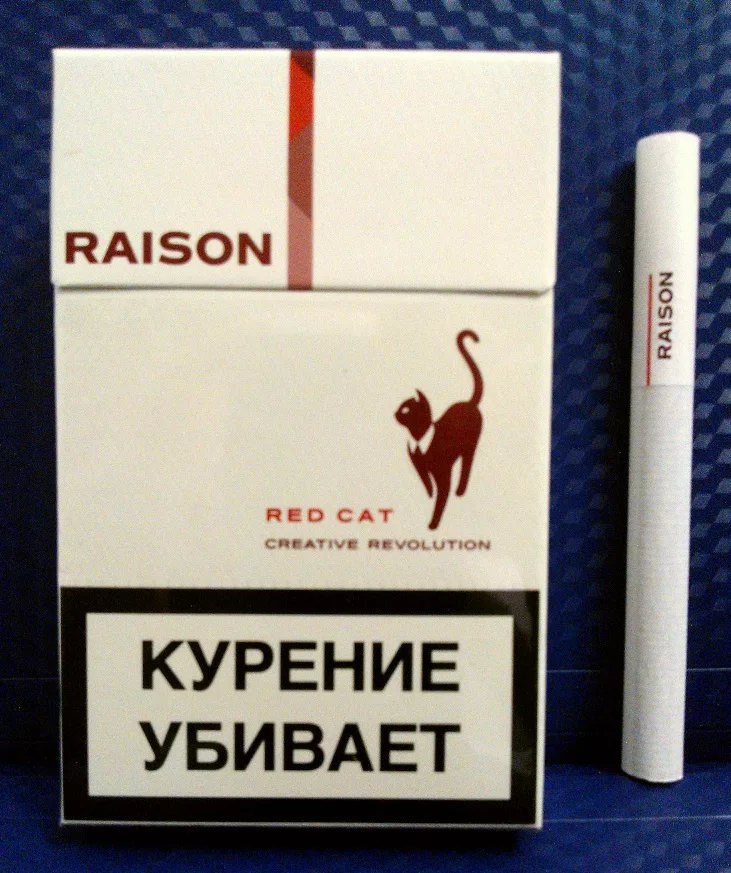 RAISON
RED CAT
CREATIVE REVOLUTION
КУРЕНИЕ
УБИВАЕТ
RAISON